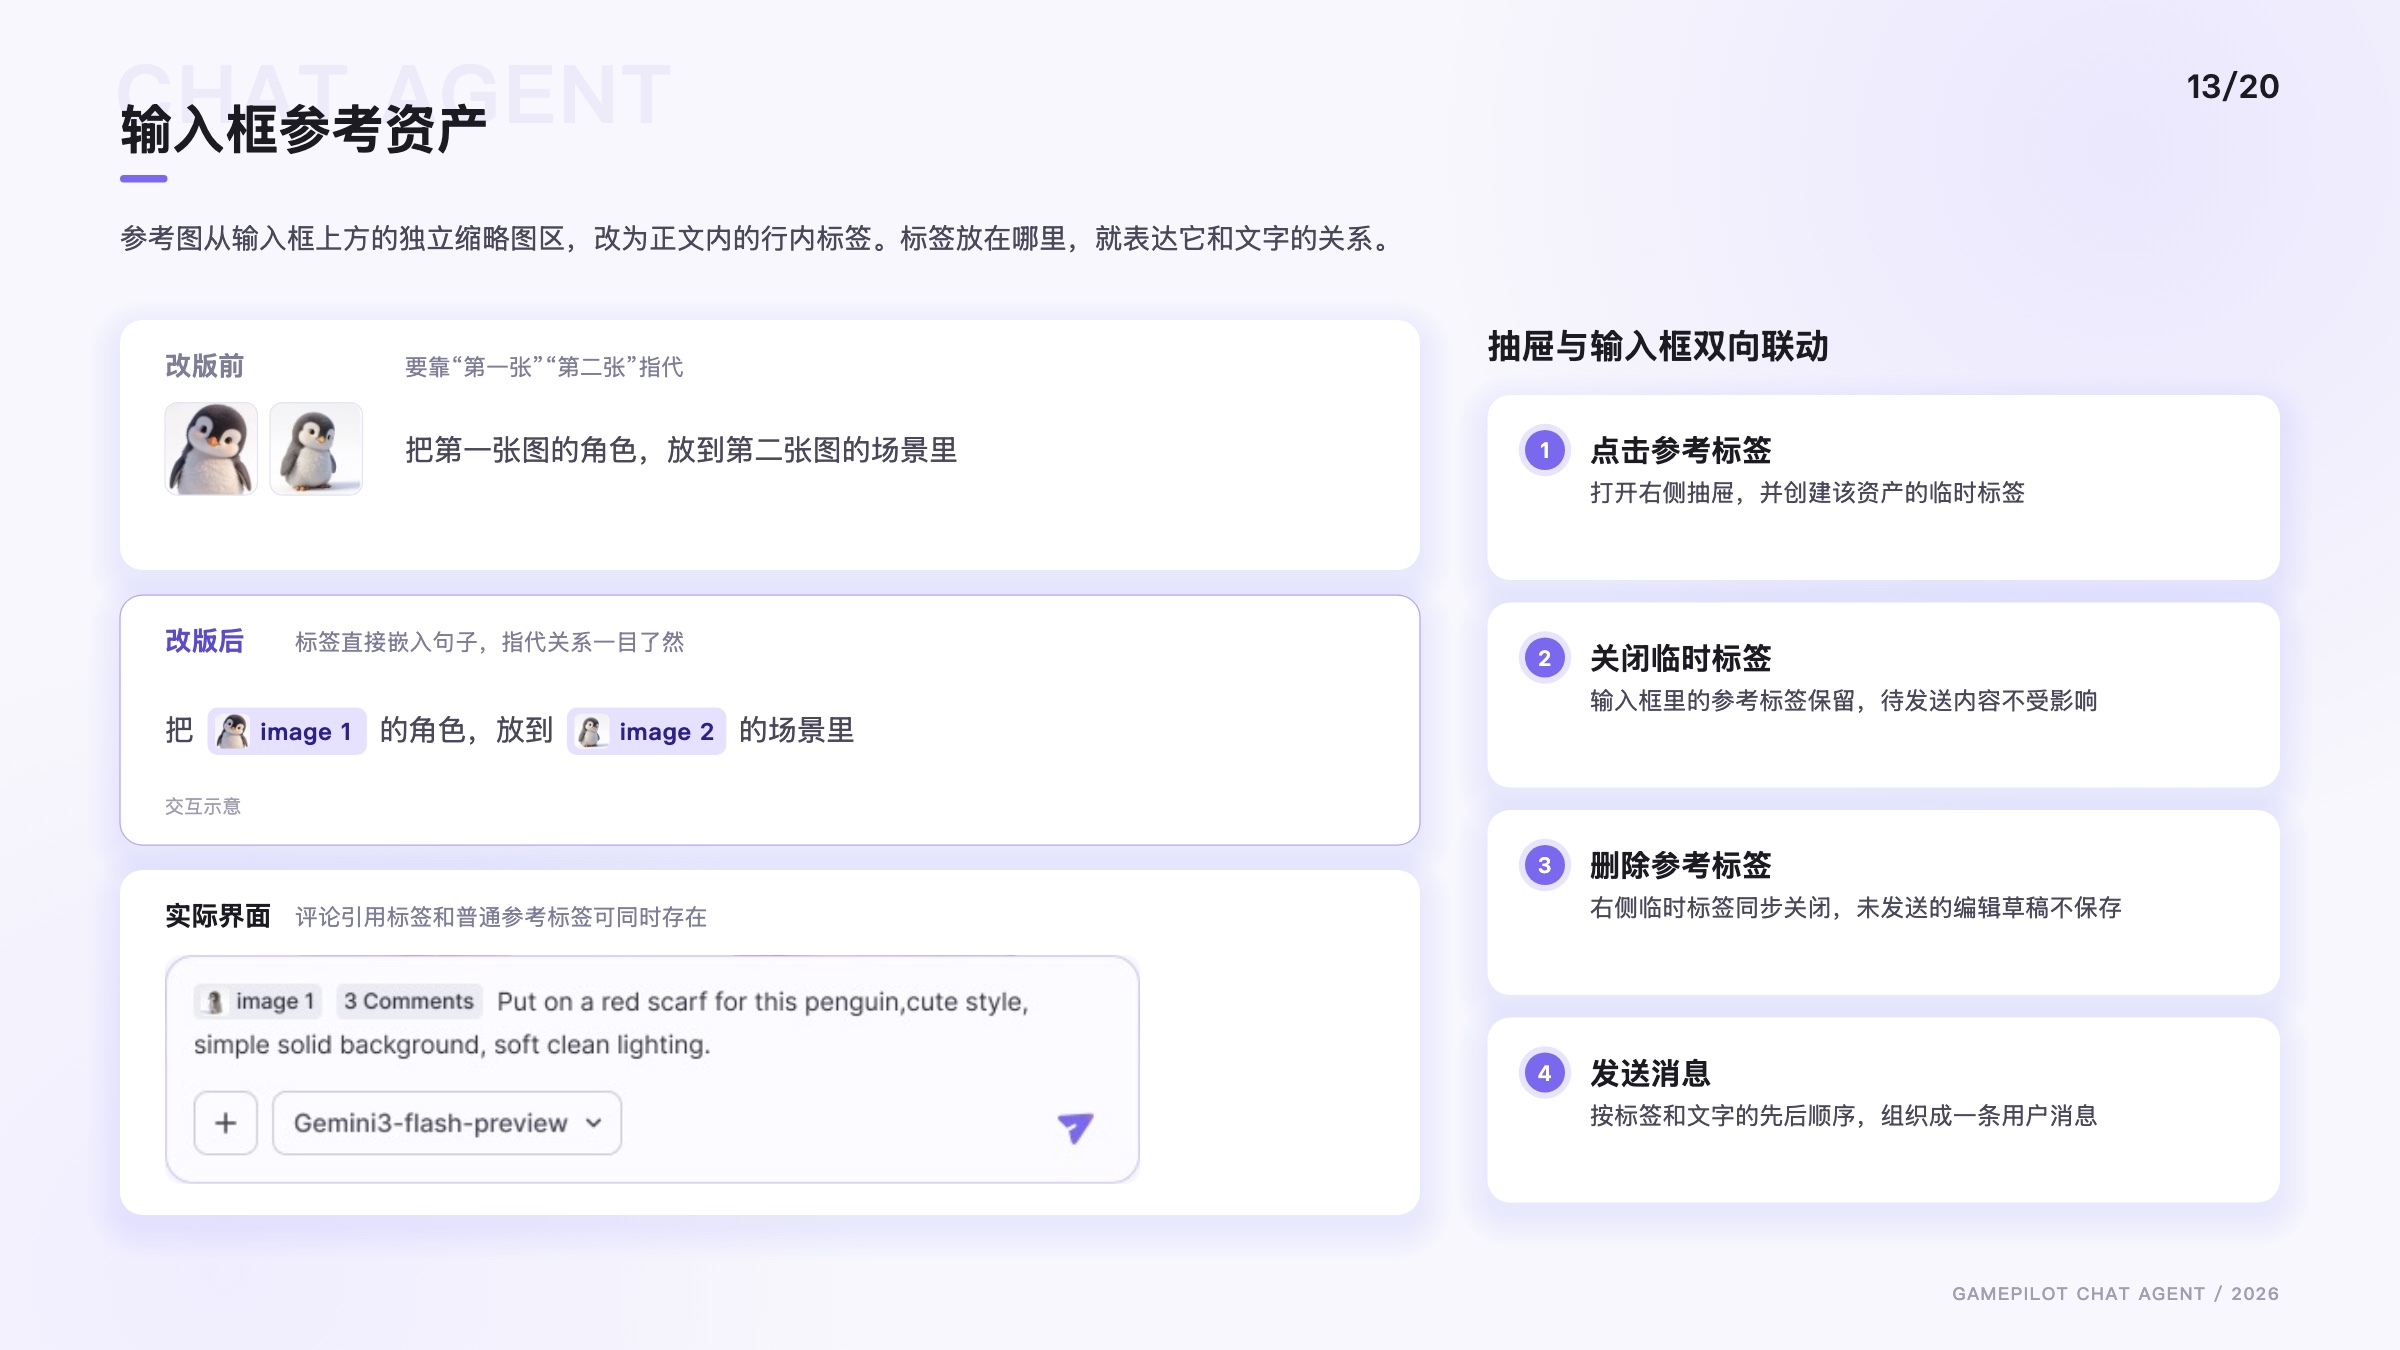 CHAT AGENT
输入框参考资产
13/20
参考图从输入框上方的独立缩略图区，改为正文内的行内标签。标签放在哪里，就表达它和文字的关系。
改版前
要靠“第一张”“第二张”指代
把第一张图的角色，放到第二张图的场景里
改版后
标签直接嵌入句子，指代关系一目了然
把 image 1 的角色，放到 image 2 的场景里
交互示意
实际界面
评论引用标签和普通参考标签可同时存在
image 1 3 Comments Put on a red scarf for this penguin,cute style,
simple solid background, soft clean lighting.
+ Gemini3-flash-preview
抽屉与输入框双向联动
1 点击参考标签
打开右侧抽屉，并创建该资产的临时标签
2 关闭临时标签
输入框里的参考标签保留，待发送内容不受影响
3 删除参考标签
右侧临时标签同步关闭，未发送的编辑草稿不保存
4 发送消息
按标签和文字的先后顺序，组织成一条用户消息
GAMEPILOT CHAT AGENT / 2026